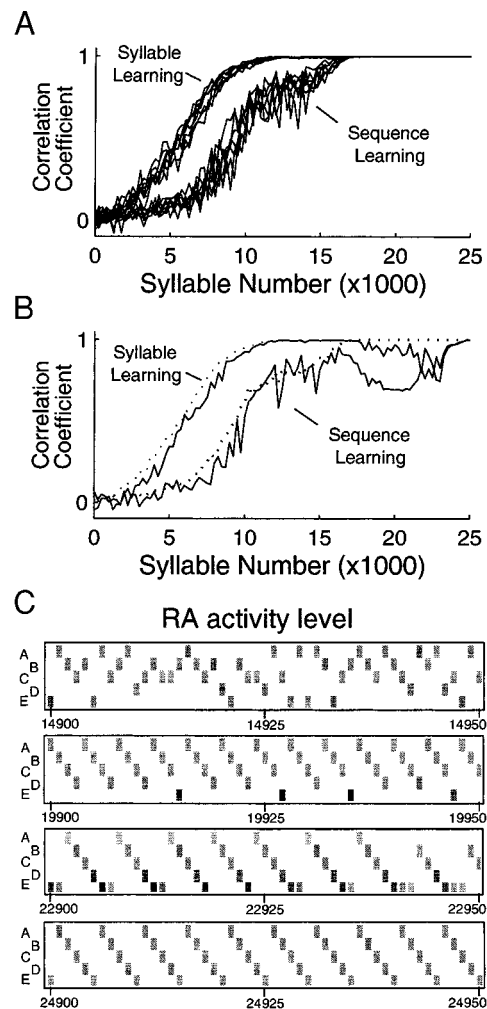 A
1
Syllable
Learning
Correlation
Coefficient
Sequence
Learning
0
0 5 10 15 20 25
Syllable Number (x1000)
B
1
Syllable
Learning
Correlation
Coefficient
Sequence
Learning
0
0 5 10 15 20 25
Syllable Number (x1000)
C
RA activity level
A
B
C
D
E
14900 14925 14950
A
B
C
D
E
19900 19925 19950
A
B
C
D
E
22900 22925 22950
A
B
C
D
E
24900 24925 24950